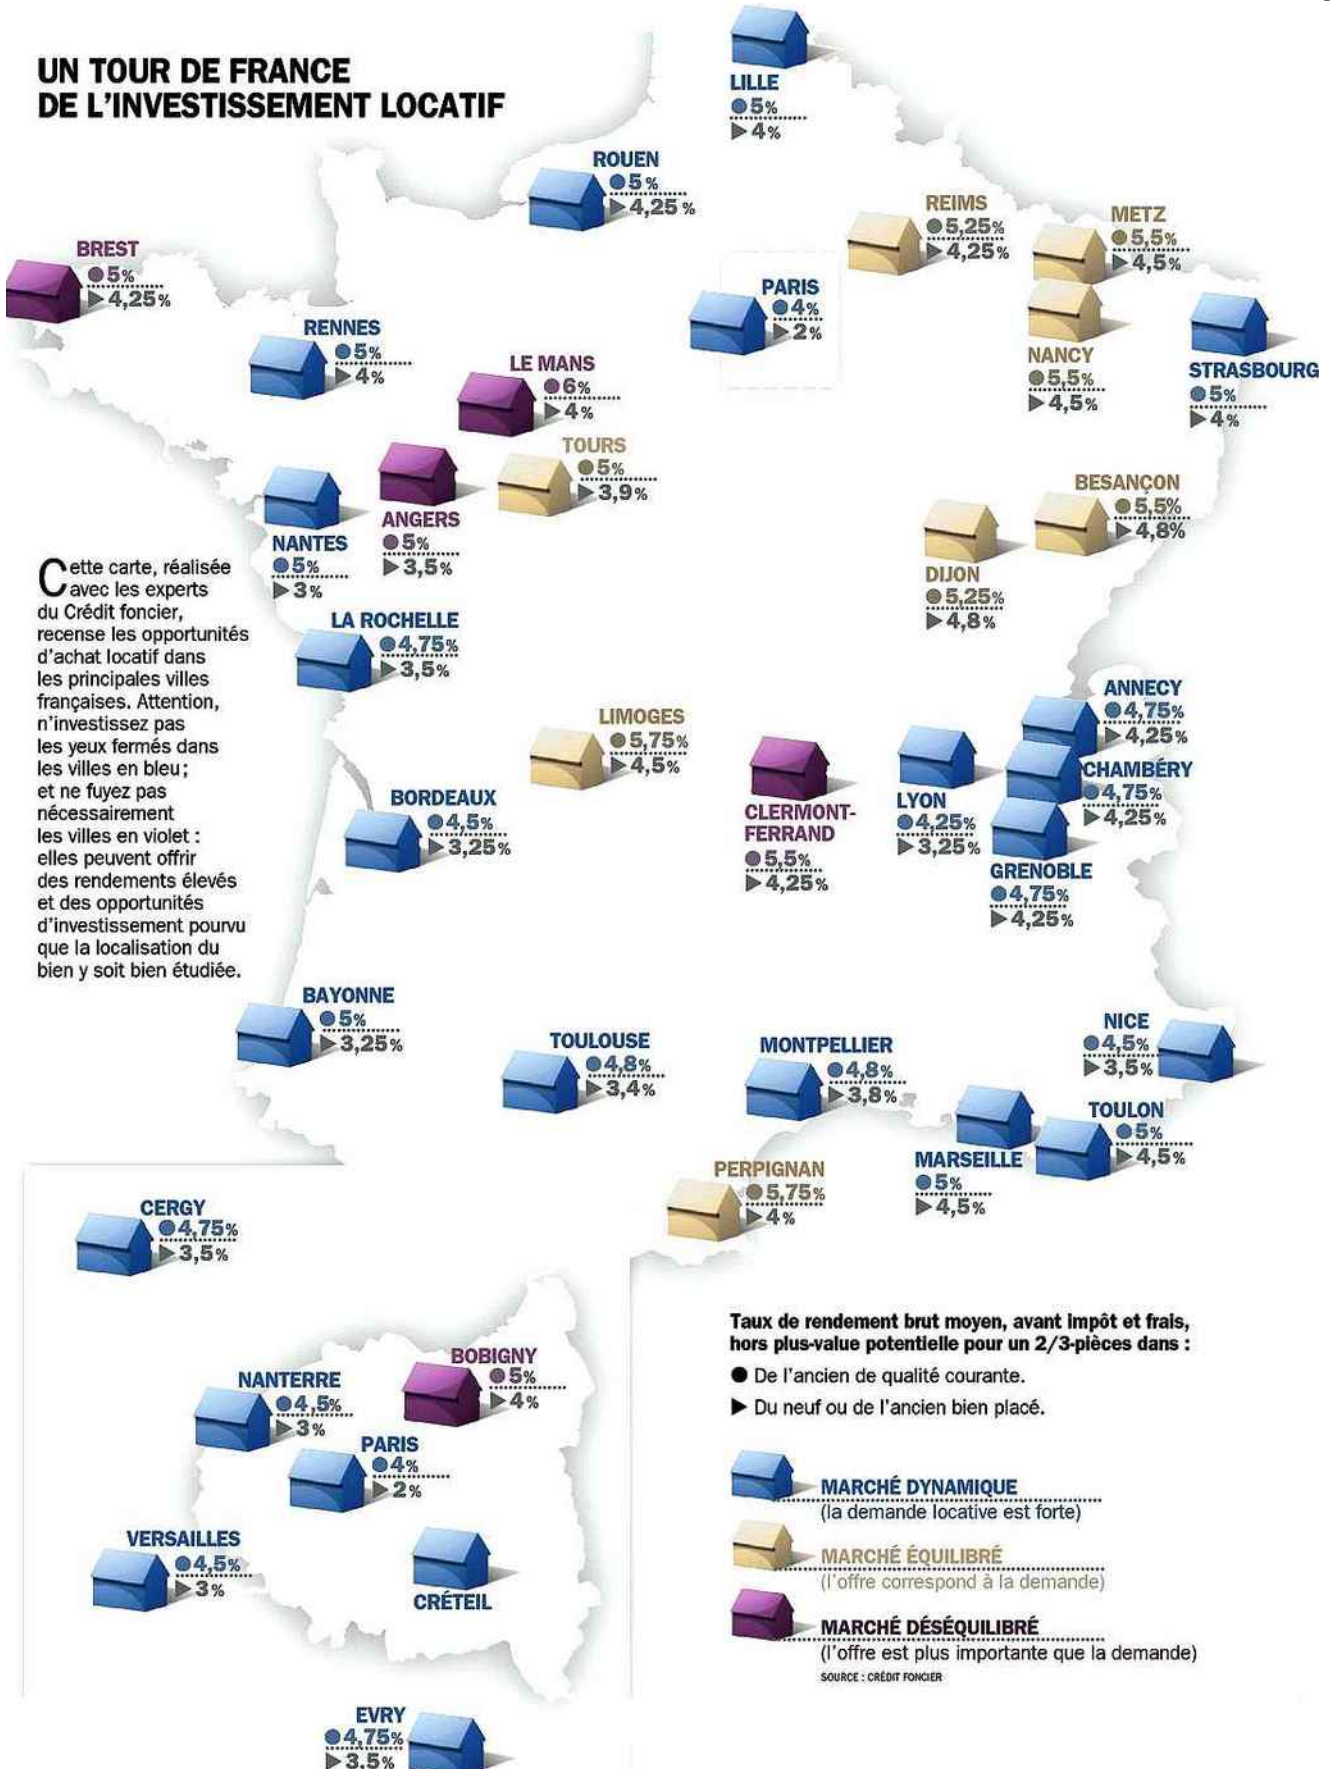 UN TOUR DE FRANCE
DE L'INVESTISSEMENT LOCATIF
LILLE
5%
4%
ROUEN
5%
4,25%
REIMS
5,25%
4,25%
METZ
5,5%
4,5%
BREST
5%
4,25%
PARIS
4%
2%
RENNES
5%
4%
NANCY
5,5%
4,5%
STRASBOURG
5%
4%
LE MANS
6%
4%
TOURS
5%
3,9%
ANGERS
5%
3,5%
NANTES
5%
3%
BESANÇON
5,5%
4,8%
DIJON
5,25%
4,8%
Cette carte, réalisée
avec les experts
du Crédit foncier,
recense les opportunités
d'achat locatif dans
les principales villes
françaises. Attention,
n'investissez pas
les yeux fermés dans
les villes en bleu;
et ne fuyez pas
nécessairement
les villes en violet :
elles peuvent offrir
des rendements élevés
et des opportunités
d'investissement pourvu
que la localisation du
bien y soit bien étudiée.
LA ROCHELLE
4,75%
3,5%
LIMOGES
5,75%
4,5%
ANNECY
4,75%
4,25%
CHAMBÉRY
4,75%
4,25%
LYON
4,25%
3,25%
CLERMONT-
FERRAND
5,5%
4,25%
GRENOBLE
4,75%
4,25%
BORDEAUX
4,5%
3,25%
BAYONNE
5%
3,25%
TOULOUSE
4,8%
3,4%
MONTPELLIER
4,8%
3,8%
NICE
4,5%
3,5%
TOULON
5%
4,5%
MARSEILLE
5%
4,5%
PERPIGNAN
5,75%
4%
CERGY
4,75%
3,5%
BOBIGNY
5%
4%
NANTERRE
4,5%
3%
PARIS
4%
2%
VERSAILLES
4,5%
3%
CRÉTEIL
EVRY
4,75%
3,5%
Taux de rendement brut moyen, avant impôt et frais,
hors plus-value potentielle pour un 2/3-pièces dans :
De l'ancien de qualité courante.
Du neuf ou de l'ancien bien placé.
MARCHÉ DYNAMIQUE
(la demande locative est forte)
MARCHÉ ÉQUILIBRÉ
(l'offre correspond à la demande)
MARCHÉ DÉSÉQUILIBRÉ
(l'offre est plus importante que la demande)
SOURCE : CRÉDIT FONCIER